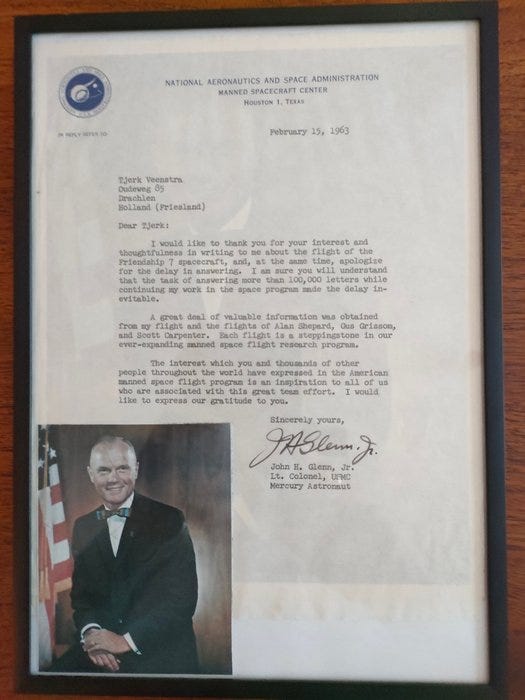 NATIONAL AERONAUTICS AND SPACE ADMINISTRATION
MANNED SPACECRAFT CENTER
HOUSTON 1, TEXAS
IN REPLY REFER TO:
February 15, 1963
Tjerk Veenstra
Oudeweg 85
Drachlen
Holland (Friesland)
Dear Tjerk:
I would like to thank you for your interest and
thoughtfulness in writing to me about the flight of the
Friendship 7 spacecraft, and, at the same time, apologize
for the delay in answering. I am sure you will understand
that the task of answering more than 100,000 letters while
continuing my work in the space program made the delay in-
evitable.
A great deal of valuable information was obtained
from my flight and the flights of Alan Shepard, Gus Grissom,
and Scott Carpenter. Each flight is a steppingstone in our
ever-expanding manned space flight research program.
The interest which you and thousands of other
people throughout the world have expressed in the American
manned space flight program is an inspiration to all of us
who are associated with this great team effort. I would
like to express our gratitude to you.
Sincerely yours,
JHGlenn, Jr.
John H. Glenn, Jr.
Lt. Colonel, USMC
Mercury Astronaut